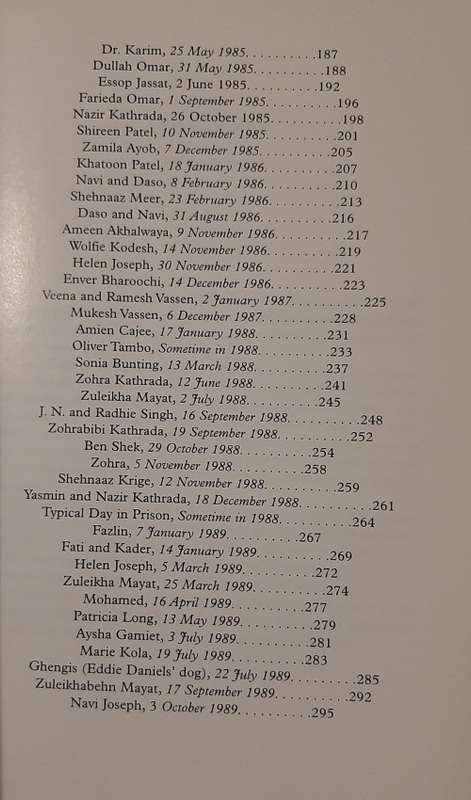 Dr. Karim, 25 May 1985..........187
Dullah Omar, 31 May 1985..........188
Essop Jassat, 2 June 1985..........192
Farieda Omar, 1 September 1985..........196
Nazir Kathrada, 26 October 1985..........198
Shireen Patel, 10 November 1985..........201
Zamila Ayob, 7 December 1985..........205
Khatoon Patel, 18 January 1986..........207
Navi and Daso, 8 February 1986..........210
Shehnaaz Meer, 23 February 1986..........213
Daso and Navi, 31 August 1986..........216
Ameen Akhalwaya, 9 November 1986..........217
Wolfie Kodesh, 14 November 1986..........219
Helen Joseph, 30 November 1986..........221
Enver Bharoochi, 14 December 1986..........223
Veena and Ramesh Vassen, 2 January 1987..........225
Mukesh Vassen, 6 December 1987..........228
Amien Cajee, 17 January 1988..........231
Oliver Tambo, Sometime in 1988..........233
Sonia Bunting, 13 March 1988..........237
Zohra Kathrada, 12 June 1988..........241
Zuleikha Mayat, 2 July 1988..........245
J. N. and Radhie Singh, 16 September 1988..........248
Zohrabibi Kathrada, 19 September 1988..........252
Ben Shek, 29 October 1988..........254
Zohra, 5 November 1988..........258
Shehnaaz Krige, 12 November 1988..........259
Yasmin and Nazir Kathrada, 18 December 1988..........261
Typical Day in Prison, Sometime in 1988..........264
Fazlin, 7 January 1989..........267
Fati and Kader, 14 January 1989..........269
Helen Joseph, 5 March 1989..........272
Zuleikha Mayat, 25 March 1989..........274
Mohamed, 16 April 1989..........277
Patricia Long, 13 May 1989..........279
Aysha Gamiet, 3 July 1989..........281
Marie Kola, 19 July 1989..........283
Ghengis (Eddie Daniels' dog), 22 July 1989..........285
Zuleikhabehn Mayat, 17 September 1989..........292
Navi Joseph, 3 October 1989..........295